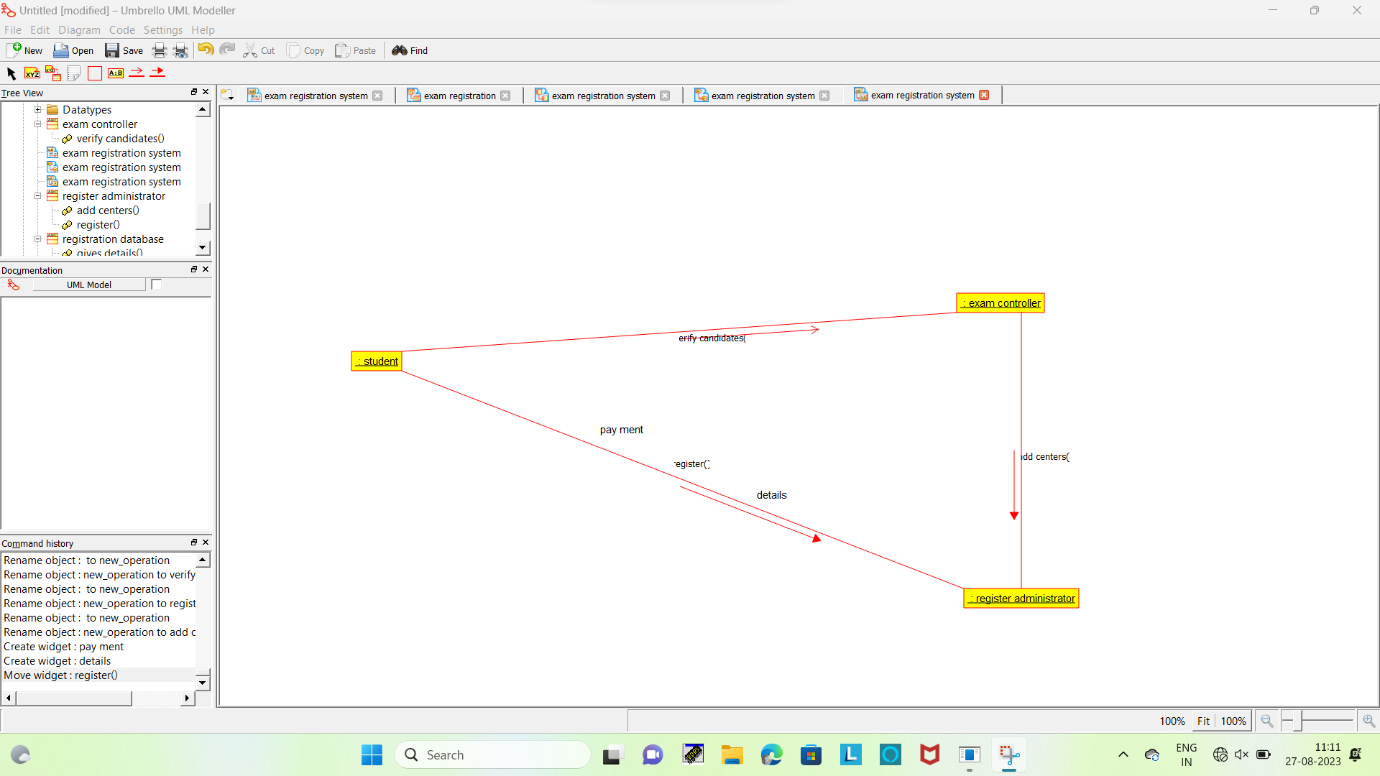 Untitled [modified] – Umbrello UML Modeller
File Edit Diagram Code Settings Help
New Open Save Cut Copy Paste Find
XYZ A:B
Tree View
exam registration system exam registration exam registration system exam registration system exam registration system
Datatypes
exam controller
verify candidates()
exam registration system
exam registration system
exam registration system
register administrator
add centers()
register()
registration database
gives details()
Documentation
UML Model
: exam controller
erify candidates(
: student
pay ment
register()
details
add centers(
: register administrator
Command history
Rename object : to new_operation
Rename object : new_operation to verify
Rename object : to new_operation
Rename object : new_operation to regist
Rename object : to new_operation
Rename object : new_operation to add c
Create widget : pay ment
Create widget : details
Move widget : register()
100% Fit 100%
Search
ENG
IN
11:11
27-08-2023